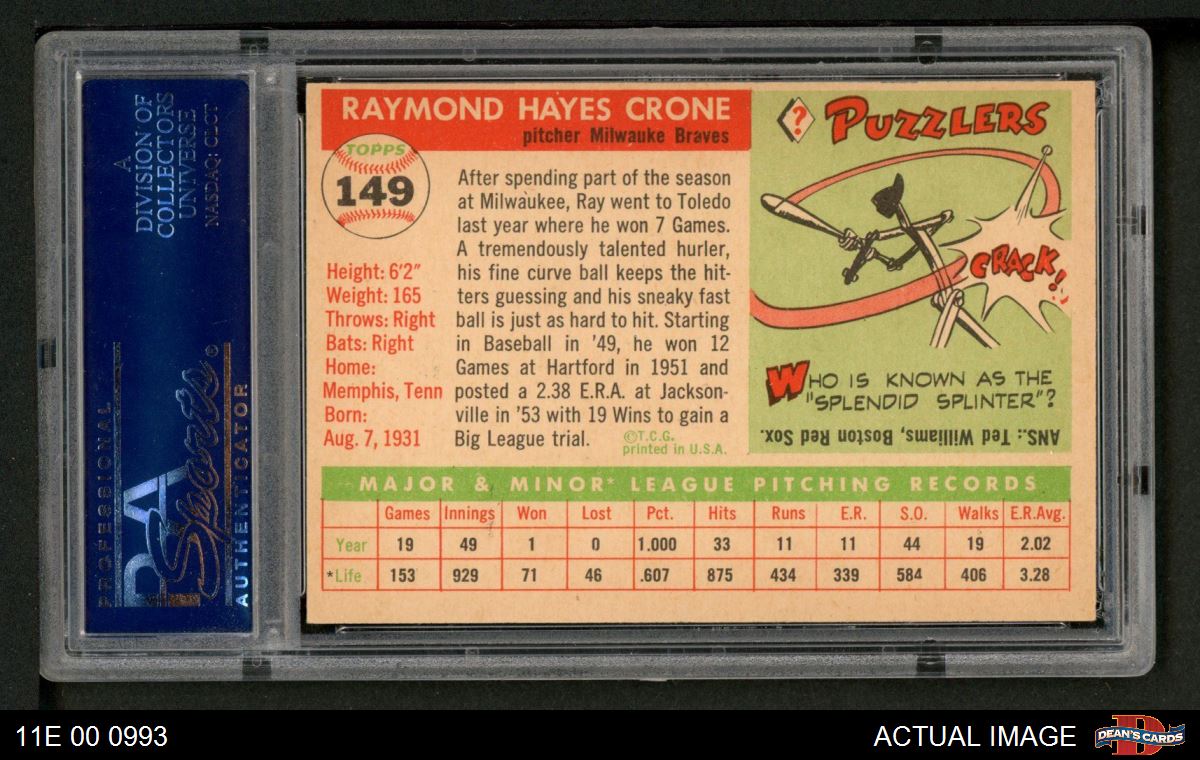 A
DIVISION OF
COLLECTORS
UNIVERSE
NASDAQ: CLCT
PROFESSIONAL
PSA
Sports®
AUTHENTICATOR
RAYMOND HAYES CRONE
pitcher Milwauke Braves
TOPPS
149
Height: 6'2"
Weight: 165
Throws: Right
Bats: Right
Home:
Memphis, Tenn
Born:
Aug. 7, 1931
After spending part of the season
at Milwaukee, Ray went to Toledo
last year where he won 7 Games.
A tremendously talented hurler,
his fine curve ball keeps the hit-
ters guessing and his sneaky fast
ball is just as hard to hit. Starting
in Baseball in '49, he won 12
Games at Hartford in 1951 and
posted a 2.38 E.R.A. at Jackson-
ville in '53 with 19 Wins to gain a
Big League trial.
©T.C.G.
printed in U.S.A.
? PUZZLERS
CRACK!
WHO IS KNOWN AS THE
"SPLENDID SPLINTER"?
ANS.: Ted Williams, Boston Red Sox.
MAJOR & MINOR* LEAGUE PITCHING RECORDS
Games Innings Won Lost Pct. Hits Runs E.R. S.O. Walks E.R.Avg.
Year 19 49 1 0 1.000 33 11 11 44 19 2.02
*Life 153 929 71 46 .607 875 434 339 584 406 3.28
11E 00 0993
ACTUAL IMAGE
D
DEAN'S CARDS